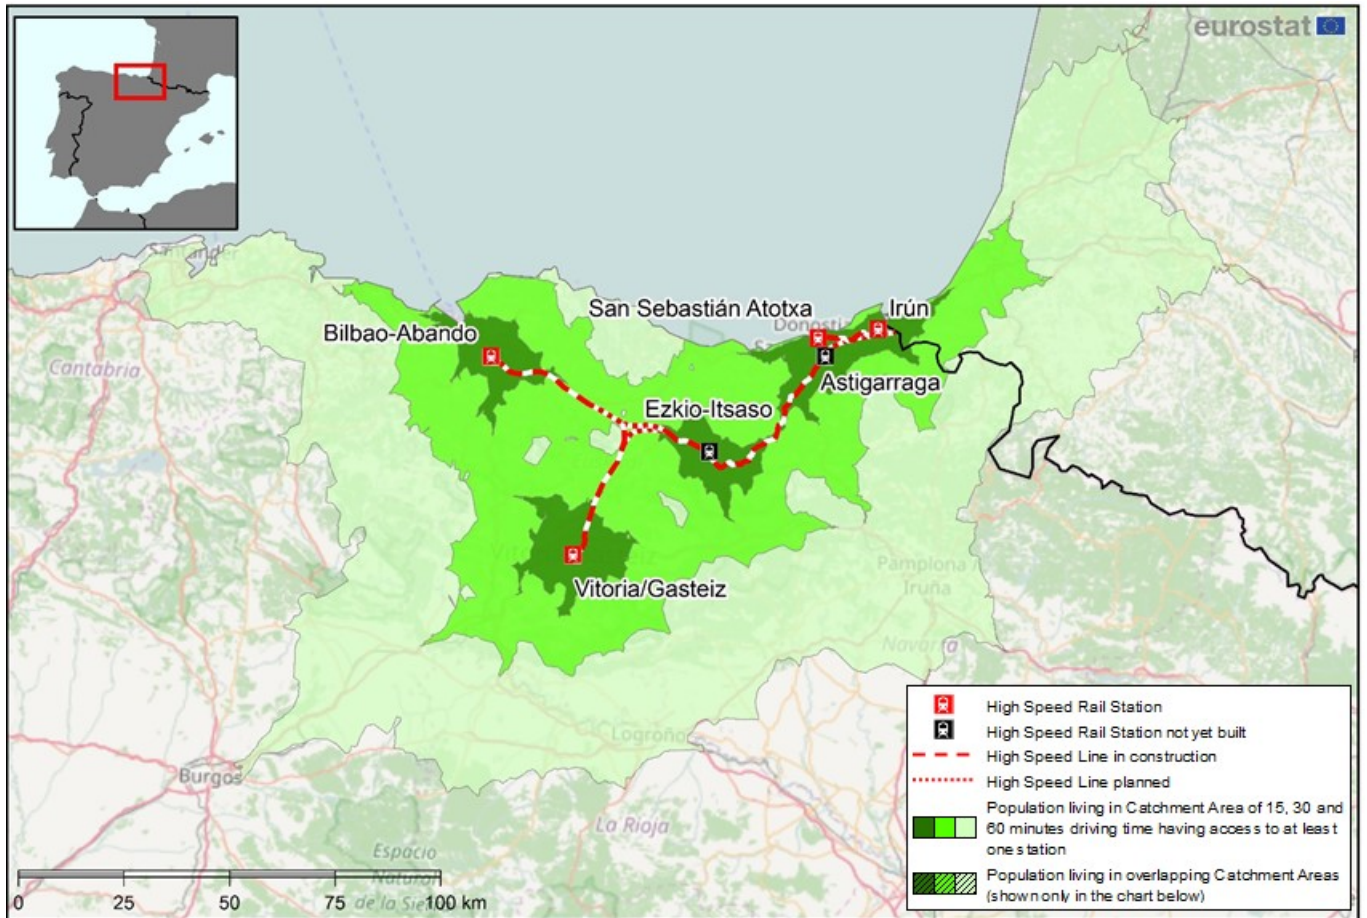 eurostat
Santander
San Sebastián Atotxa
Irún
Donostia
Bilbao-Abando
Cantabria
Astigarraga
Ezkio-Itsaso
Vitoria/Gasteiz
Pamplona /
Iruña
Navarra
Logroño
Burgos
La Rioja
Espacio
Natural
de la Sierra
0 25 50 100 km
High Speed Rail Station
High Speed Rail Station not yet built
High Speed Line in construction
High Speed Line planned
Population living in Catchment Area of 15, 30 and
60 minutes driving time having access to at least
one station
Population living in overlapping Catchment Areas
(shown only in the chart below)